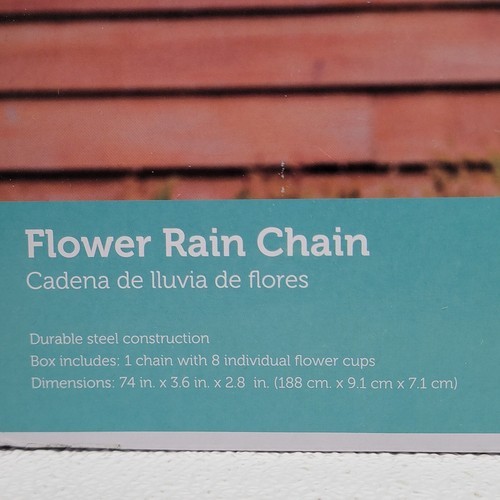 Flower Rain Chain
Cadena de lluvia de flores
Durable steel construction
Box includes: 1 chain with 8 individual flower cups
Dimensions: 74 in. x 3.6 in. x 2.8  in. (188 cm. x 9.1 cm x 7.1 cm)